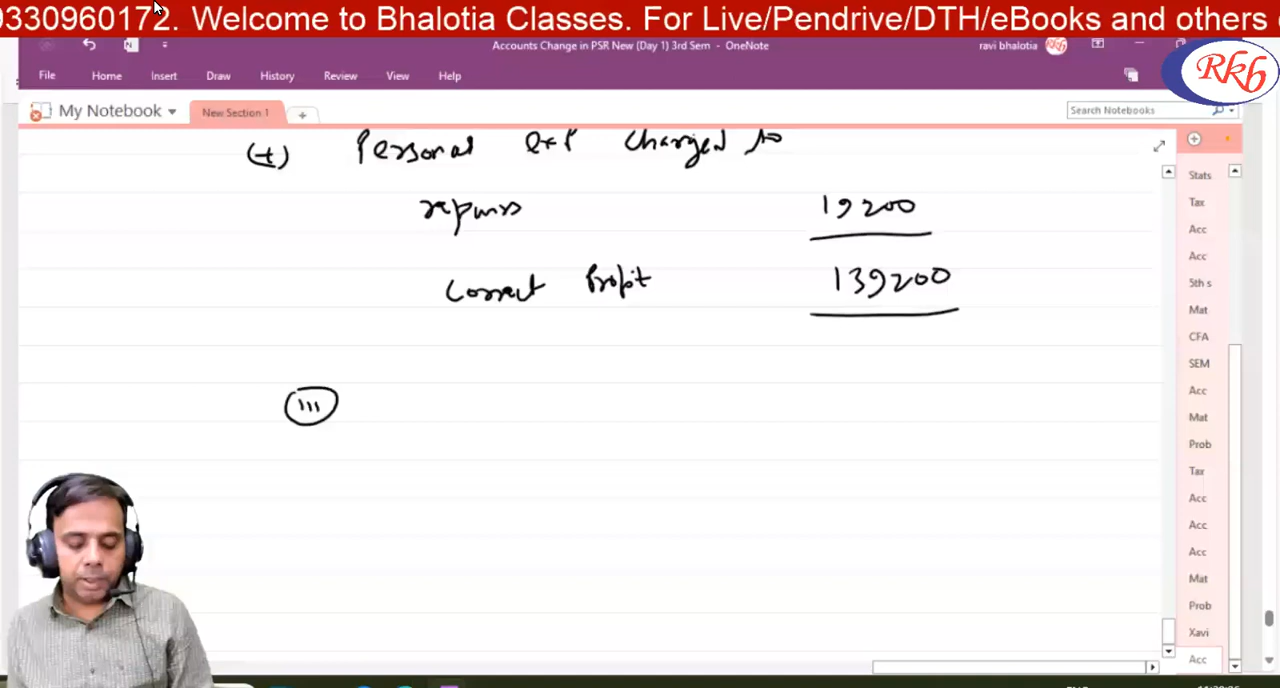 9330960172. Welcome to Bhalotia Classes. For Live/Pendrive/DTH/eBooks and others
Accounts Change in PSR New (Day 1) 3rd Sem - OneNote
ravi bhalotia
Rkb
File Home Insert Draw History Review View Help
My Notebook
New Section 1
Search Notebooks
(+) Personal exp charged to
repairs 19200
Correct Profit 139200
(iii)
Stats
Tax
Acc
Acc
5th s
Mat
CFA
SEM
Acc
Mat
Prob
Tax
Acc
Acc
Acc
Mat
Prob
Xavi
Acc